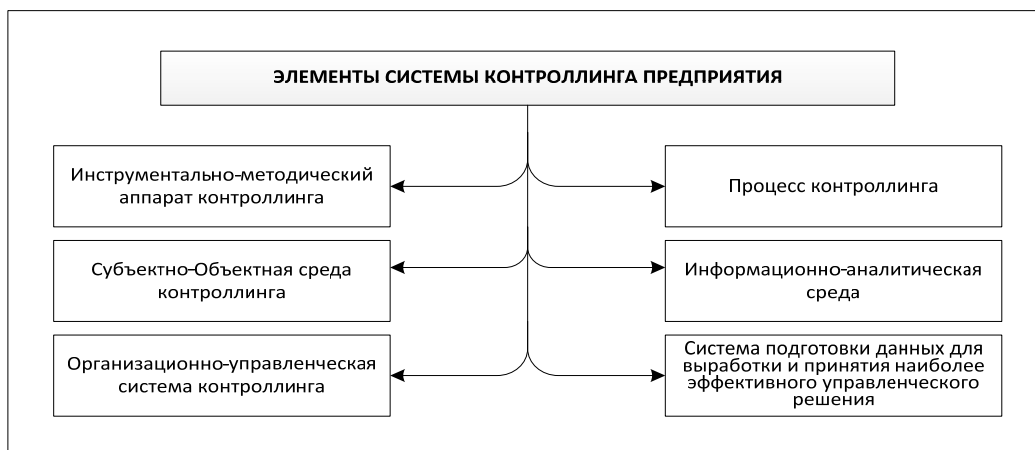 ЭЛЕМЕНТЫ СИСТЕМЫ КОНТРОЛЛИНГА ПРЕДПРИЯТИЯ
Инструментально-методический
аппарат контроллинга
Процесс контроллинга
Субъектно-Объектная среда
контроллинга
Информационно-аналитическая
среда
Организационно-управленческая
система контроллинга
Система подготовки данных для
выработки и принятия наиболее
эффективного управленческого
решения